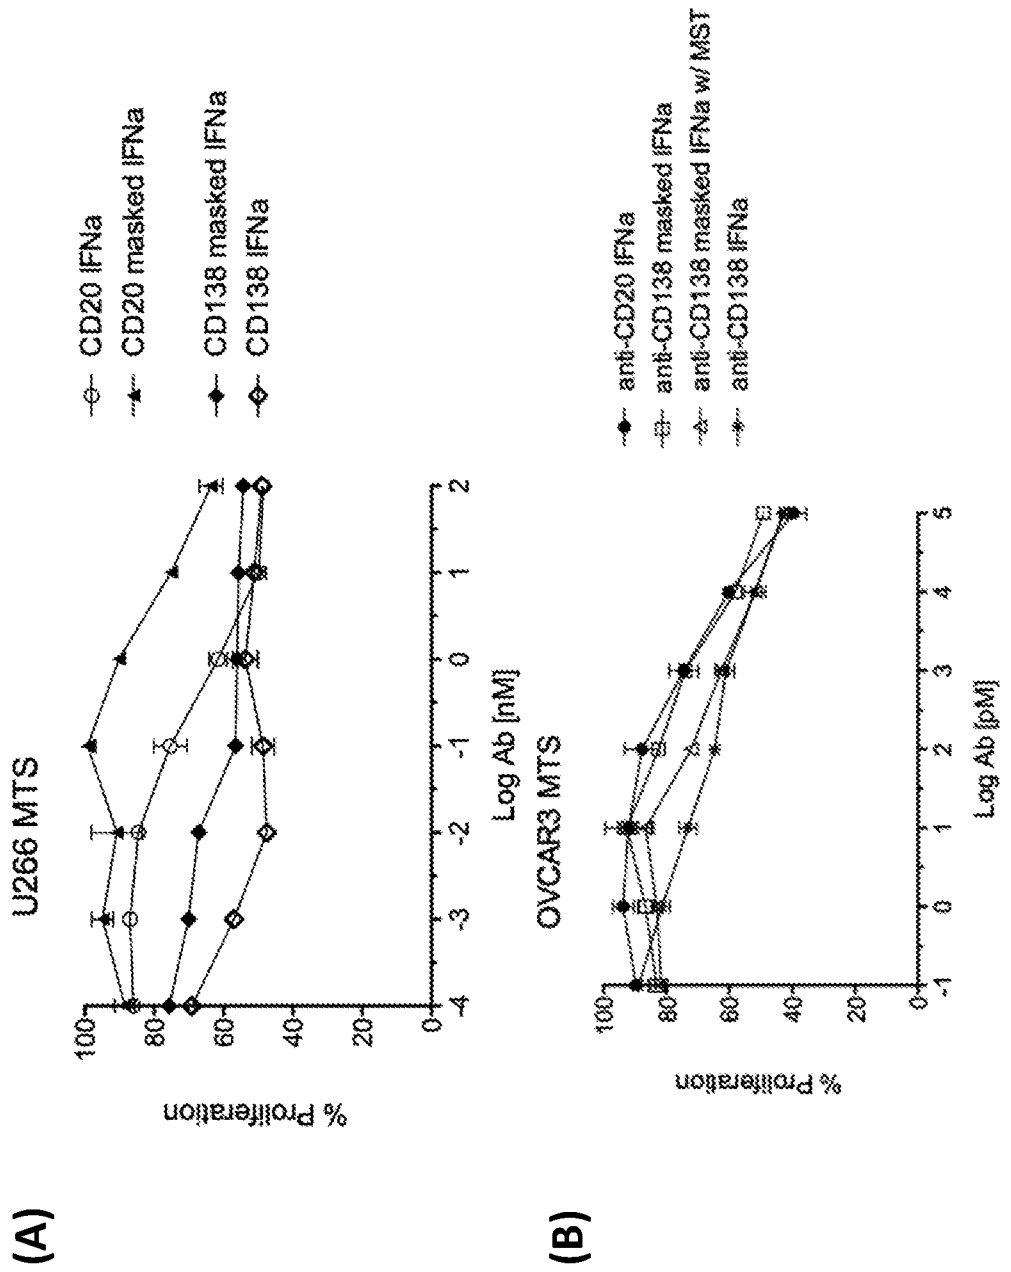 (A)
U266 MTS
% Proliferation
100
80
60
40
20
0
-4
-3
-2
-1
0
1
2
Log Ab [nM]
CD20 IFNa
CD20 masked IFNa
CD138 masked IFNa
CD138 IFNa
(B)
OVCAR3 MTS
% Proliferation
100
80
60
40
20
0
-1
0
1
2
3
4
5
Log Ab [pM]
anti-CD20 IFNa
anti-CD138 masked IFNa
anti-CD138 masked IFNa w/ MST
anti-CD138 IFNa